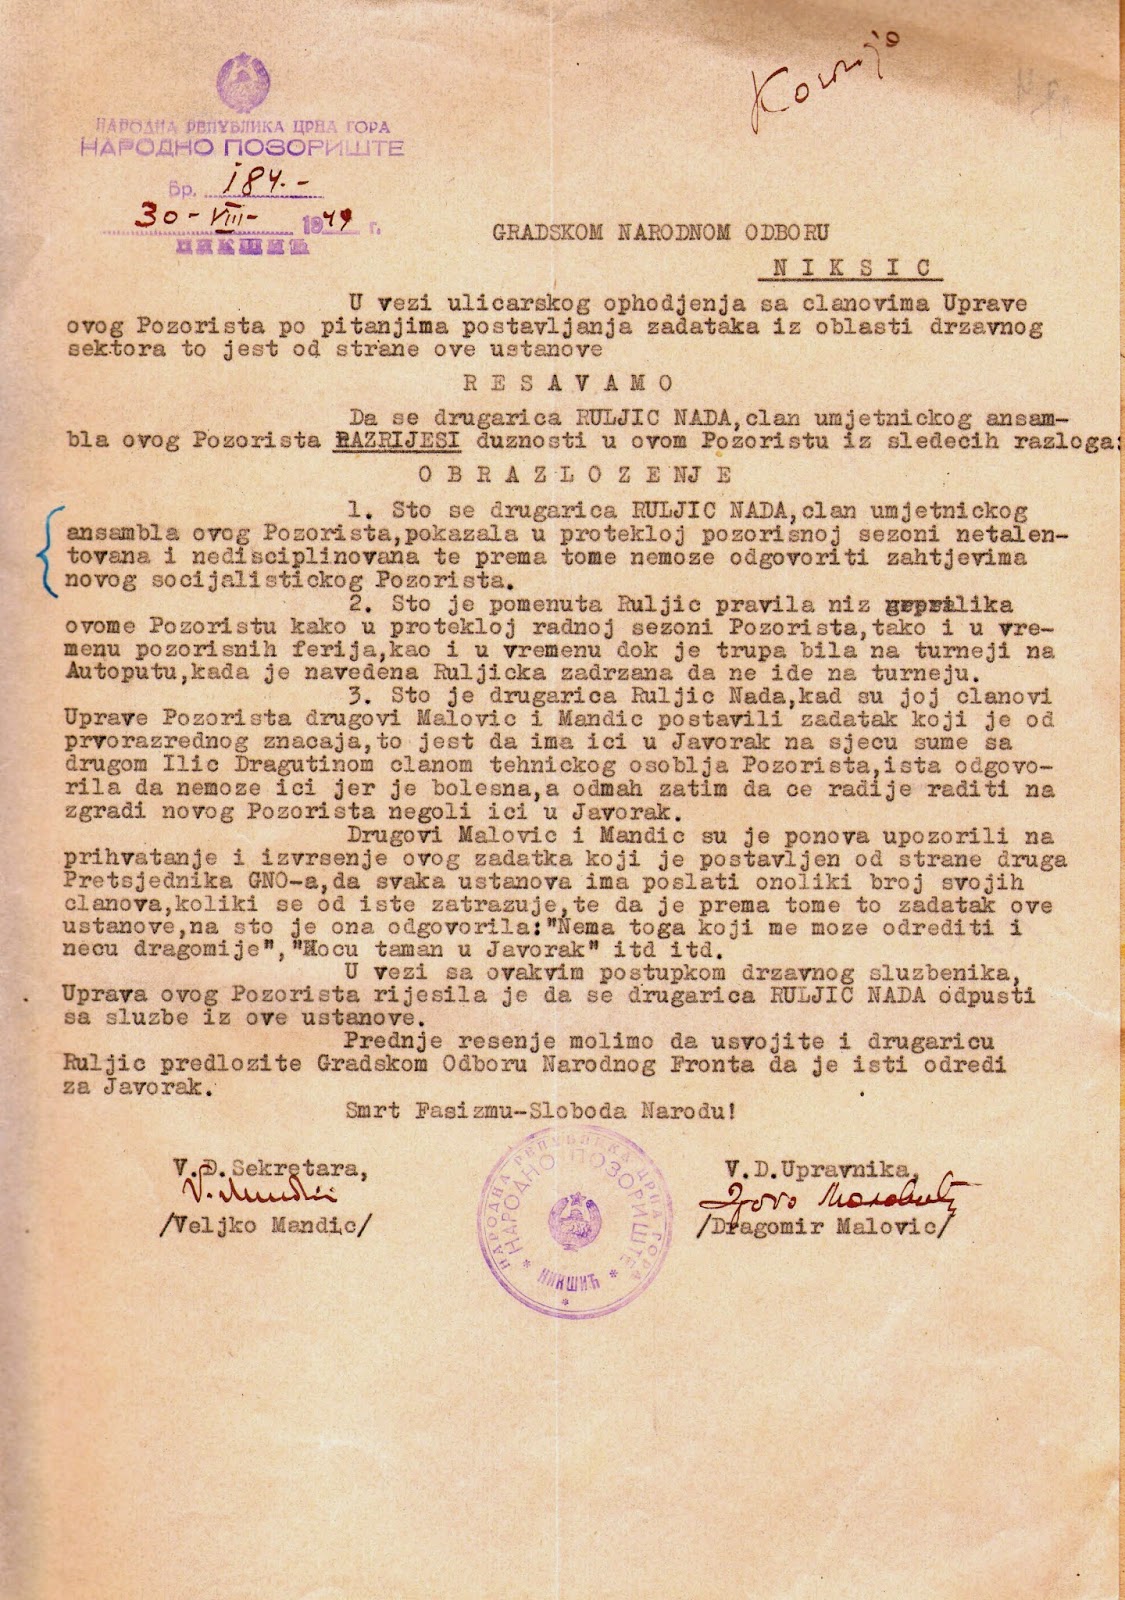 Kopija
НАРОДНА РЕПУБЛИКА ЦРНА ГОРА
НАРОДНО ПОЗОРИШТЕ
Бр. 184.-
30-VIII- 1949 г.
НИКШИЋ
GRADSKOM NARODNOM ODBORU
N I K S I C
U vezi ulicarskog ophodjenja sa clanovima Uprave
ovog Pozorista po pitanjima postavljanja zadataka iz oblasti drzavnog
sektora to jest od strane ove ustanove
R E S A V A M O
Da se drugarica RULJIC NADA,clan umjetnickog ansam-
bla ovog Pozorista RAZRIJESI duznosti u ovom Pozoristu iz sledecih razloga:
O B R A Z L O Z E NJ E
1. Sto se drugarica RULJIC NADA,clan umjetnickog
ansambla ovog Pozorista,pokazala u protekloj pozorisnoj sezoni netalen-
tovana i nedisciplinovana te prema tome nemoze odgovoriti zahtjevima
novog socijalistickog Pozorista.
2. Sto je pomenuta Ruljic pravila niz neprilika
ovome Pozoristu kako u protekloj radnoj sezoni Pozorista,tako i u vre-
menu pozorisnih ferija,kao i u vremenu dok je trupa bila na turneji na
Autoputu,kada je navedena Ruljicka zadrzana da ne ide na turneju.
3. Sto je drugarica Ruljic Nada,kad su joj clanovi
Uprave Pozorista drugovi Malovic i Mandic postavili zadatak koji je od
prvorazrednog znacaja,to jest da ima ici u Javorak na sjecu sume sa
drugom Ilic Dragutinom clanom tehnickog osoblja Pozorista,ista odgovo-
rila da nemoze ici jer je bolesna,a odmah zatim da ce radije raditi na
zgradi novog Pozorista negoli ici u Javorak.
Drugovi Malovic i Mandic su je ponova upozorili na
prihvatanje i izvrsenje ovog zadatka koji je postavljen od strane druga
Pretsjednika GNO-a,da svaka ustanova ima poslati onoliki broj svojih
clanova,koliki se od iste zatrazuje,te da je prema tome to zadatak ove
ustanove,na sto je ona odgovorila:"Nema toga koji me moze odrediti i
necu dragomije","Hocu taman u Javorak" itd itd.
U vezi sa ovakvim postupkom drzavnog sluzbenika,
Uprava ovog Pozorista rijesila je da se drugarica RULJIC NADA odpusti
sa sluzbe iz ove ustanove.
Prednje resenje molimo da usvojite i drugaricu
Ruljic predlozite Gradskom Odboru Narodnog Fronta da je isti odredi
za Javorak.
Smrt Fasizmu-Sloboda Narodu!
V.D.Sekretara,
V. Mandić
/Veljko Mandic/
НАРОДНА РЕПУБЛИКА ЦРНА ГОРА
* НАРОДНО ПОЗОРИШТЕ *
НИКШИЋ
V.D.Upravnika,
/Dragomir Malovic/